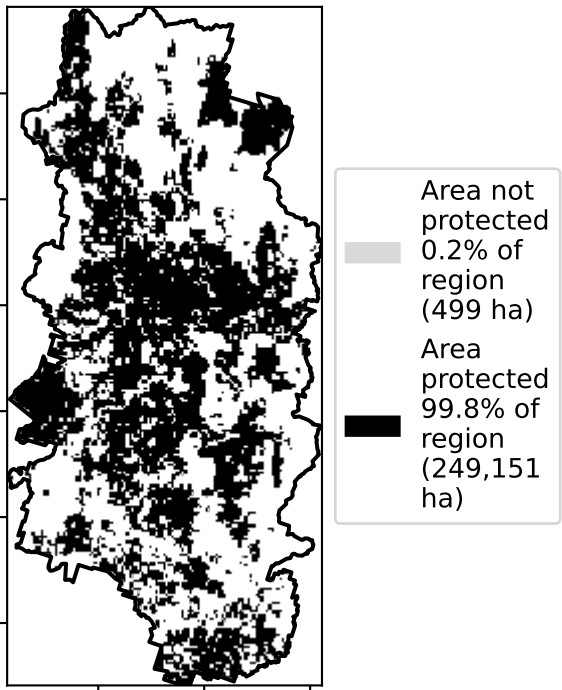 Area not
protected
0.2% of
region
(499 ha)
Area
protected
99.8% of
region
(249,151
ha)